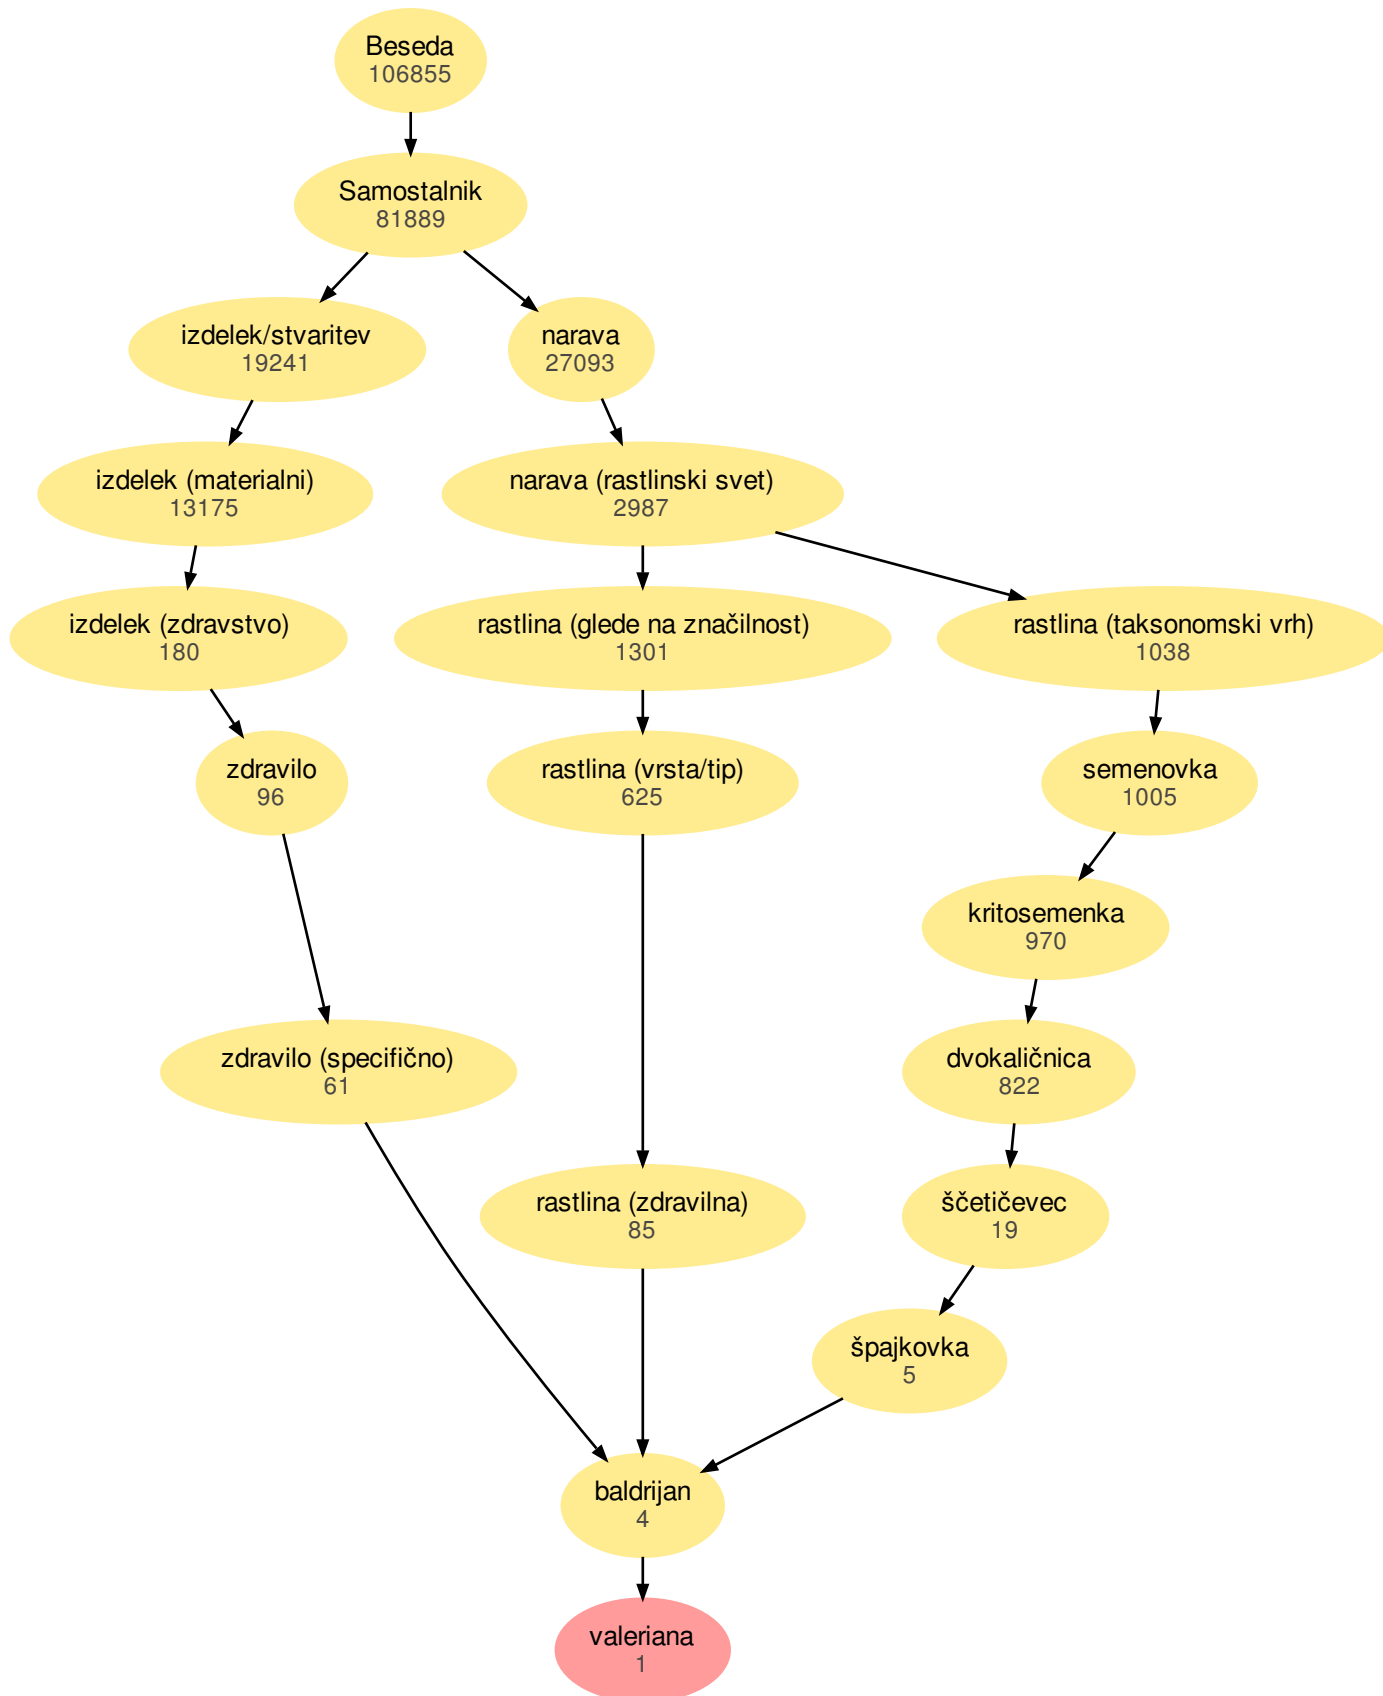 Beseda
106855
Samostalnik
81889
izdelek/stvaritev
19241
narava
27093
izdelek (materialni)
13175
narava (rastlinski svet)
2987
izdelek (zdravstvo)
180
rastlina (glede na značilnost)
1301
rastlina (taksonomski vrh)
1038
zdravilo
96
rastlina (vrsta/tip)
625
semenovka
1005
kritosemenka
970
zdravilo (specifično)
61
dvokaličnica
822
rastlina (zdravilna)
85
ščetičevec
19
špajkovka
5
baldrijan
4
valeriana
1